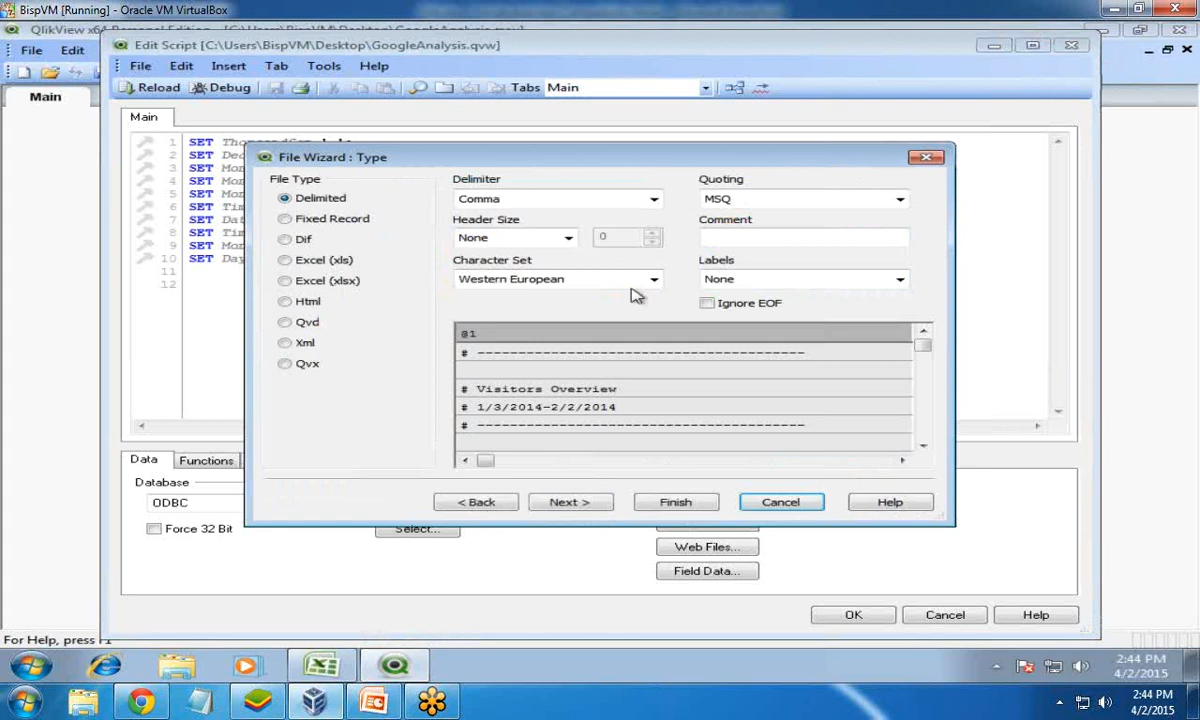 BispVM [Running] - Oracle VM VirtualBox
QlikView x64 Personal Edition
File Edit
Main
Edit Script [C:\Users\BispVM\Desktop\GoogleAnalysis.qvw]
File Edit Insert Tab Tools Help
Reload Debug Tabs Main
Main
1 SET
2 SET
3 SET
4 SET
5 SET
6 SET
7 SET
8 SET
9 SET
10 SET
11
12
File Wizard : Type
File Type
Delimited
Fixed Record
Dif
Excel (xls)
Excel (xlsx)
Html
Qvd
Xml
Qvx
Delimiter
Comma
Header Size
None 0
Character Set
Western European
Quoting
MSQ
Comment
Labels
None
Ignore EOF
@1
# ----------------------------------------
# Visitors Overview
# 1/3/2014-2/2/2014
# ----------------------------------------
< Back Next > Finish Cancel Help
Data Functions
Database
ODBC
Force 32 Bit
Select...
Web Files...
Field Data...
OK Cancel Help
For Help, press F1
2:44 PM
4/2/2015
2:44 PM
4/2/2015